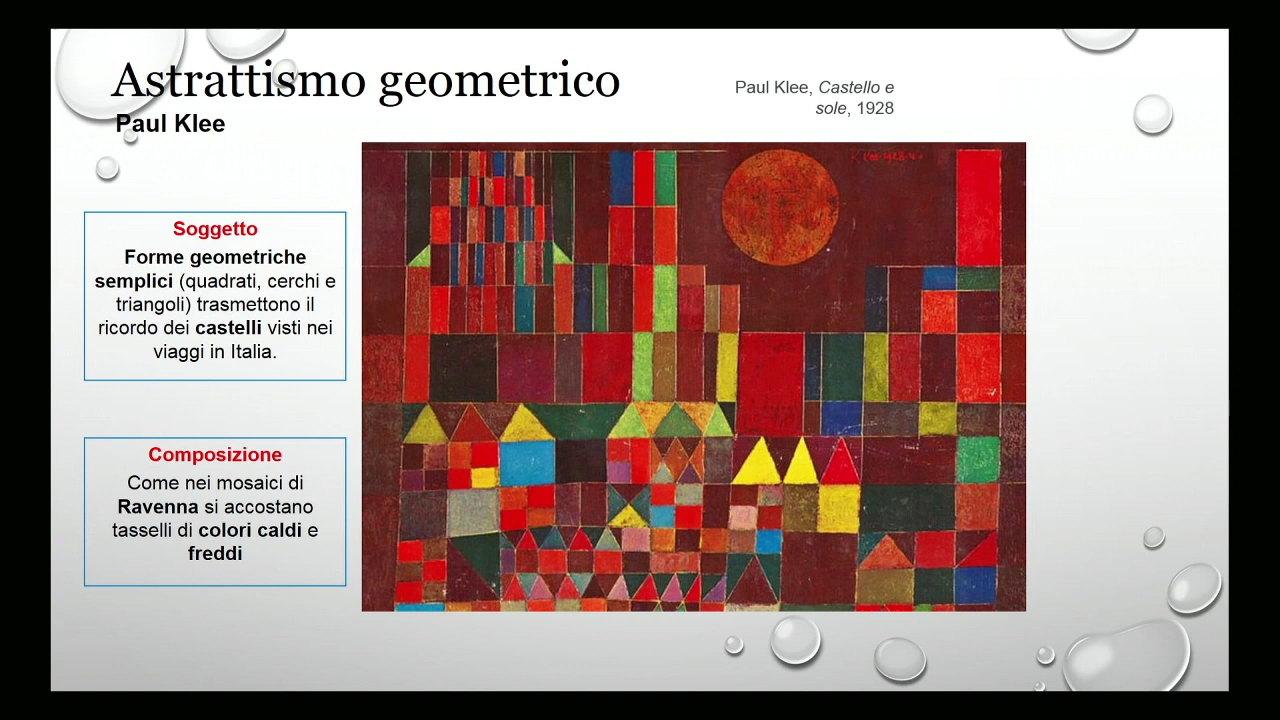 Astrattismo geometrico
Paul Klee
Paul Klee, Castello e
sole, 1928
Soggetto
Forme geometriche
semplici (quadrati, cerchi e
triangoli) trasmettono il
ricordo dei castelli visti nei
viaggi in Italia.
Composizione
Come nei mosaici di
Ravenna si accostano
tasselli di colori caldi e
freddi